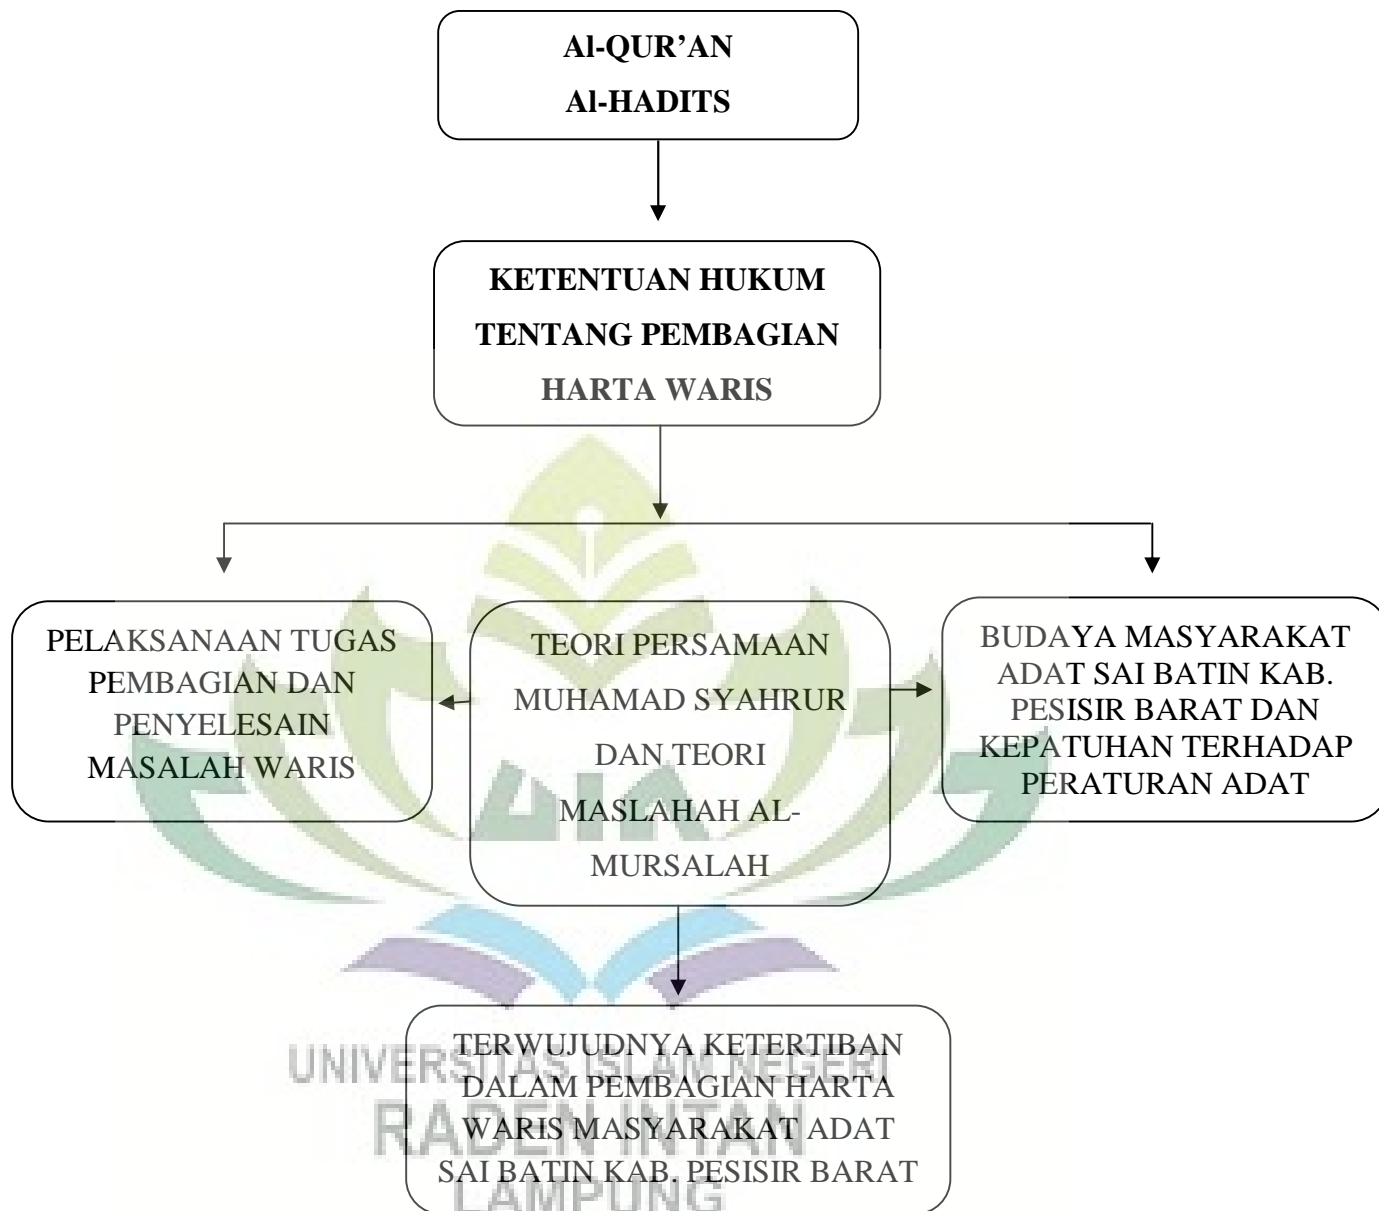 Al-QUR’AN
Al-HADITS
KETENTUAN HUKUM
TENTANG PEMBAGIAN
HARTA WARIS
PELAKSANAAN TUGAS
PEMBAGIAN DAN
PENYELESAIN
MASALAH WARIS
TEORI PERSAMAAN
MUHAMAD SYAHRUR
DAN TEORI
MASLAHAH AL-
MURSALAH
BUDAYA MASYARAKAT
ADAT SAI BATIN KAB.
PESISIR BARAT DAN
KEPATUHAN TERHADAP
PERATURAN ADAT
UIN
TERWUJUDNYA KETERTIBAN
DALAM PEMBAGIAN HARTA
WARIS MASYARAKAT ADAT
SAI BATIN KAB. PESISIR BARAT
UNIVERSITAS ISLAM NEGERI
RADEN INTAN
LAMPUNG